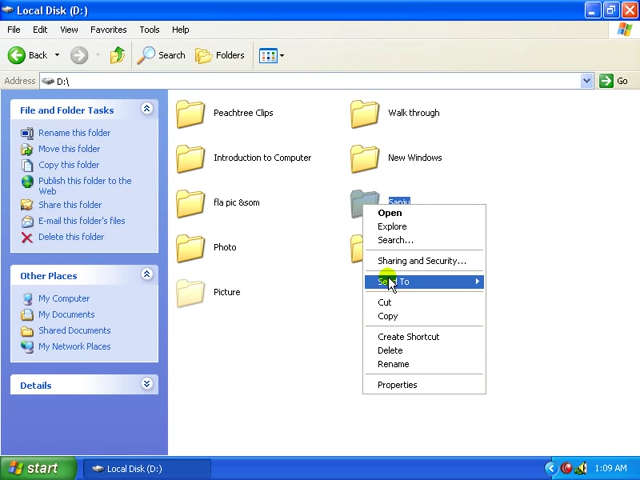 Local Disk (D:)
File Edit View Favorites Tools Help
Back Search Folders
Address D:\ Go
File and Folder Tasks
Rename this folder
Move this folder
Copy this folder
Publish this folder to the
Web
Share this folder
E-mail this folder's files
Delete this folder
Other Places
My Computer
My Documents
Shared Documents
My Network Places
Details
Peachtree Clips
Walk through
Introduction to Computer
New Windows
fla pic &som
Photo
Picture
Open
Explore
Search...
Sharing and Security...
Send To
Cut
Copy
Create Shortcut
Delete
Rename
Properties
start
Local Disk (D:)
1:09 AM